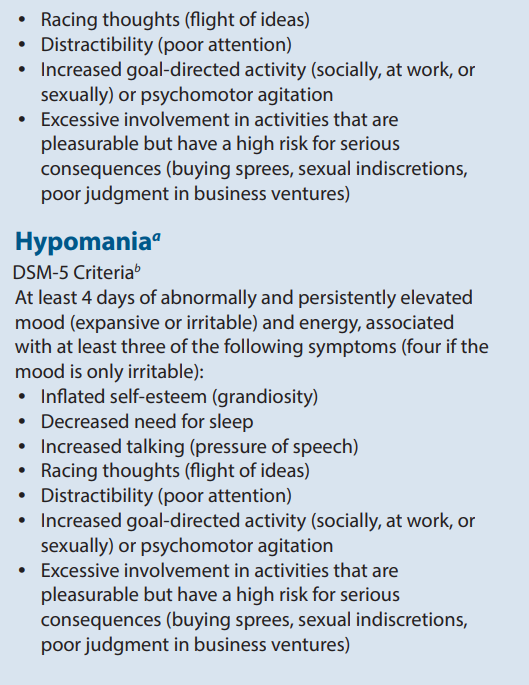 • Racing thoughts (flight of ideas)
• Distractibility (poor attention)
• Increased goal-directed activity (socially, at work, or
sexually) or psychomotor agitation
• Excessive involvement in activities that are
pleasurable but have a high risk for serious
consequences (buying sprees, sexual indiscretions,
poor judgment in business ventures)
Hypomaniaᵃ
DSM-5 Criteriaᵇ
At least 4 days of abnormally and persistently elevated
mood (expansive or irritable) and energy, associated
with at least three of the following symptoms (four if the
mood is only irritable):
• Inflated self-esteem (grandiosity)
• Decreased need for sleep
• Increased talking (pressure of speech)
• Racing thoughts (flight of ideas)
• Distractibility (poor attention)
• Increased goal-directed activity (socially, at work, or
sexually) or psychomotor agitation
• Excessive involvement in activities that are
pleasurable but have a high risk for serious
consequences (buying sprees, sexual indiscretions,
poor judgment in business ventures)